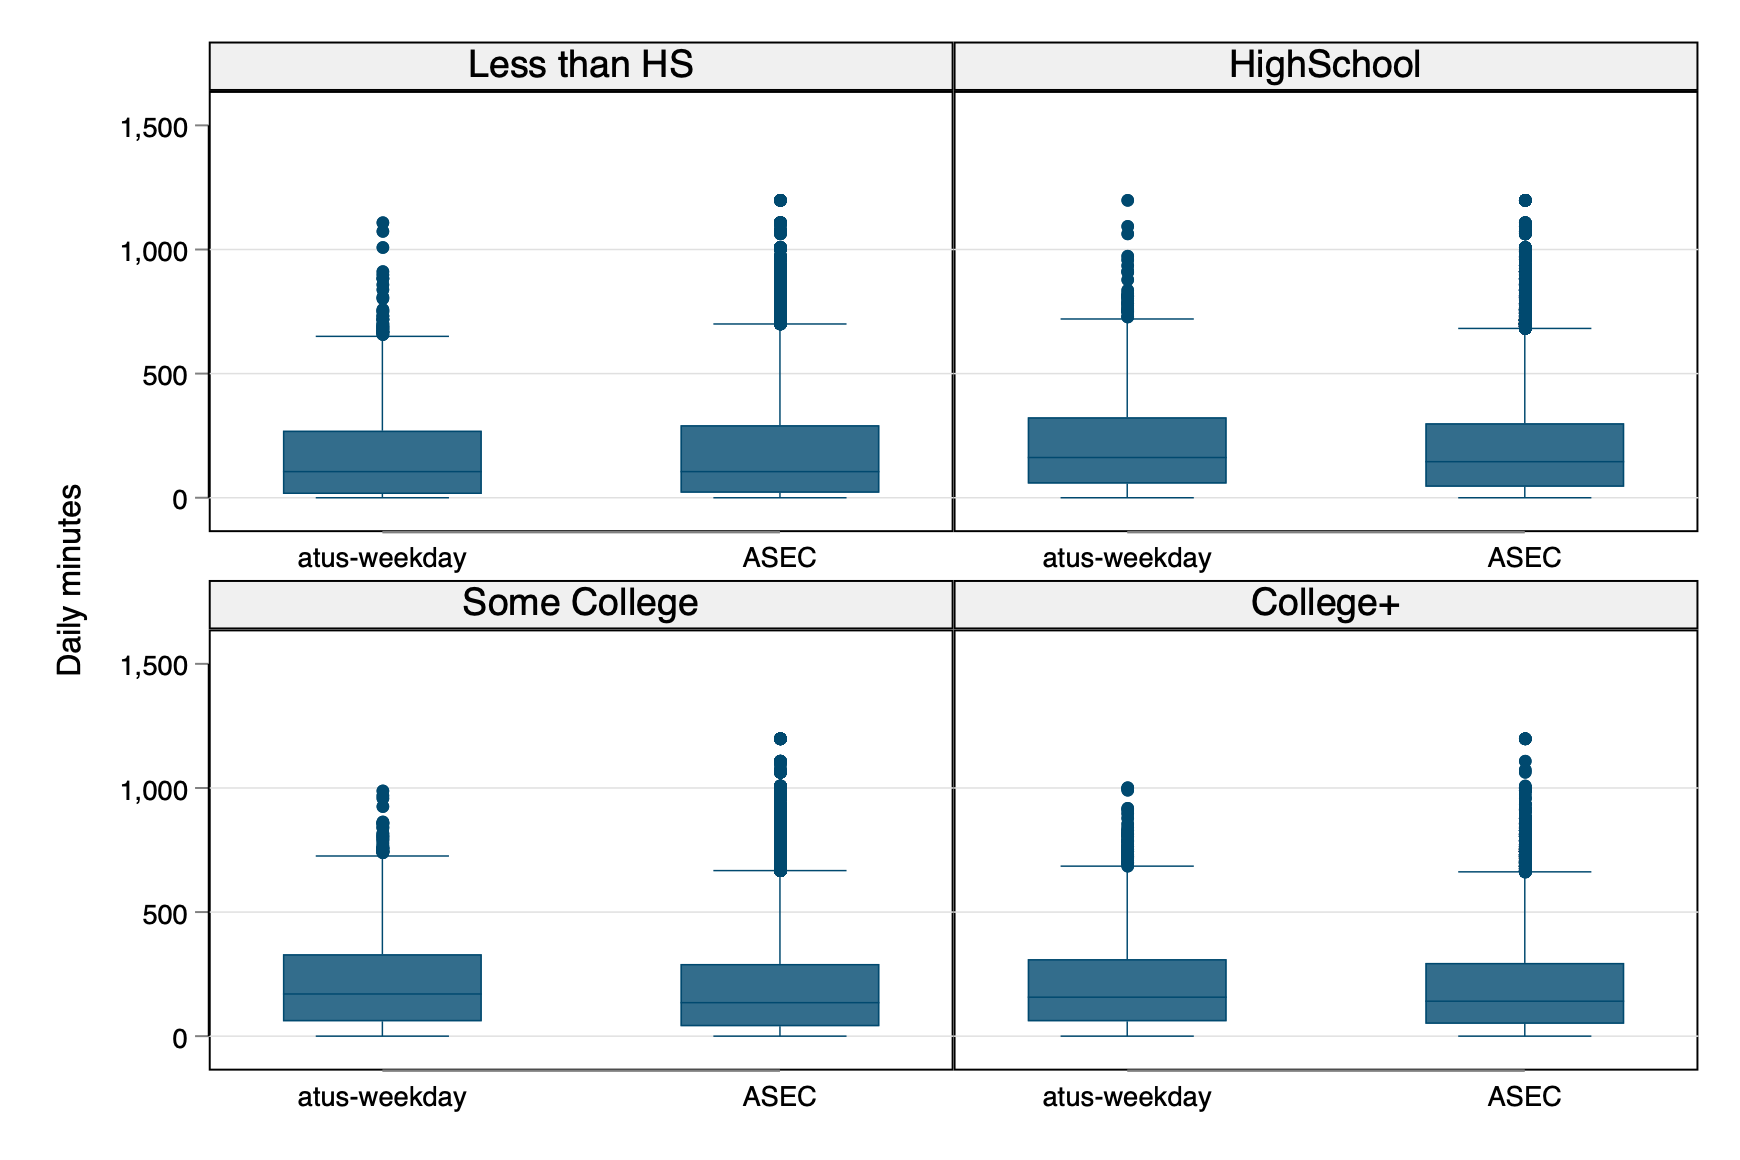 Less than HS
HighSchool
1,500
1,000
500
0
atus-weekday
ASEC
atus-weekday
ASEC
Daily minutes
Some College
College+
1,500
1,000
500
0
atus-weekday
ASEC
atus-weekday
ASEC